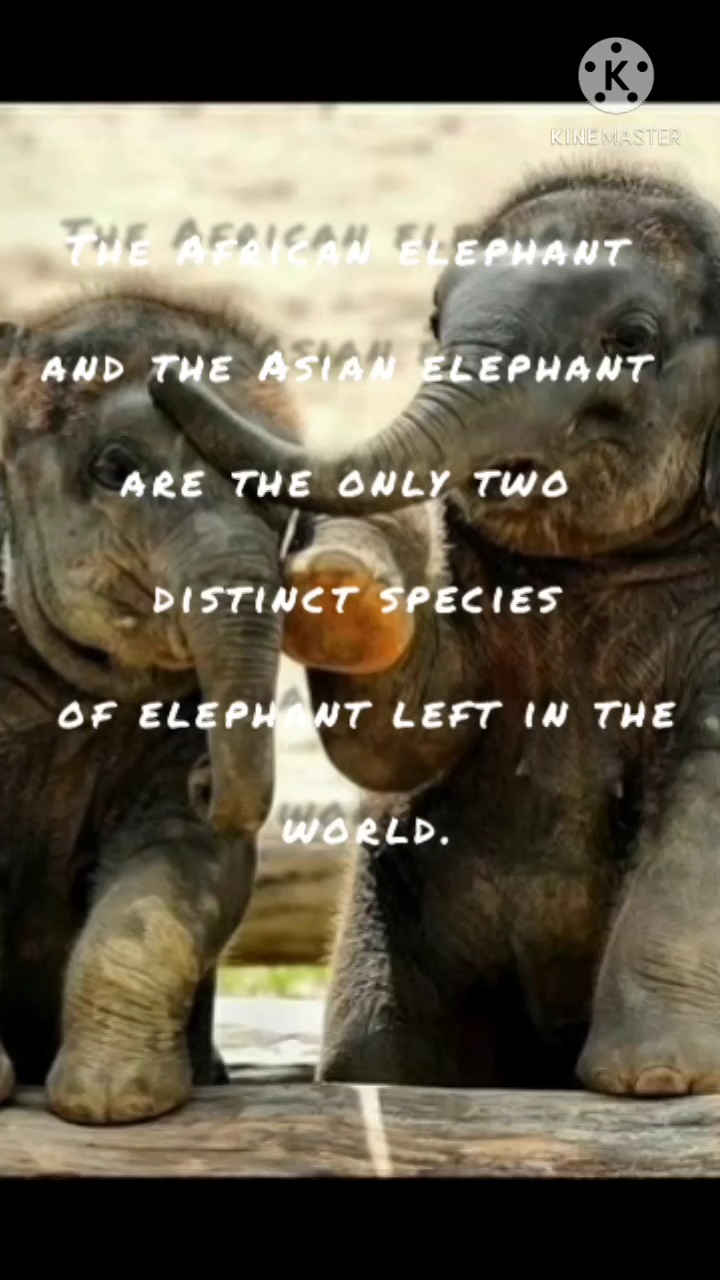 K
KINEMASTER
The African elephant
and the Asian elephant
are the only two
distinct species
of elephant left in the
world.